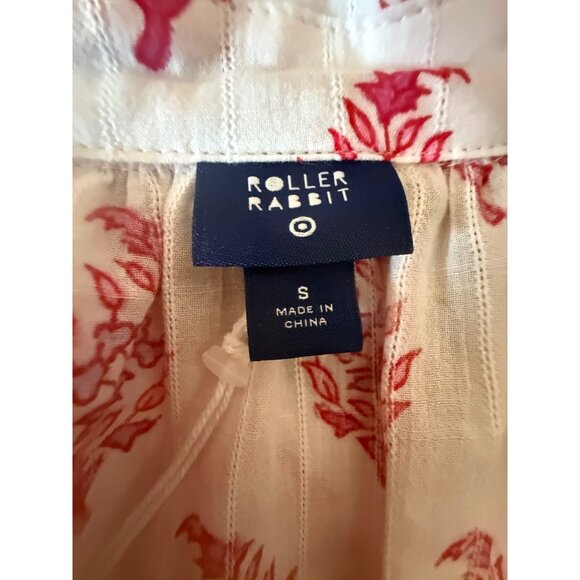 ROLLER
RABBIT
S
MADE IN
CHINA